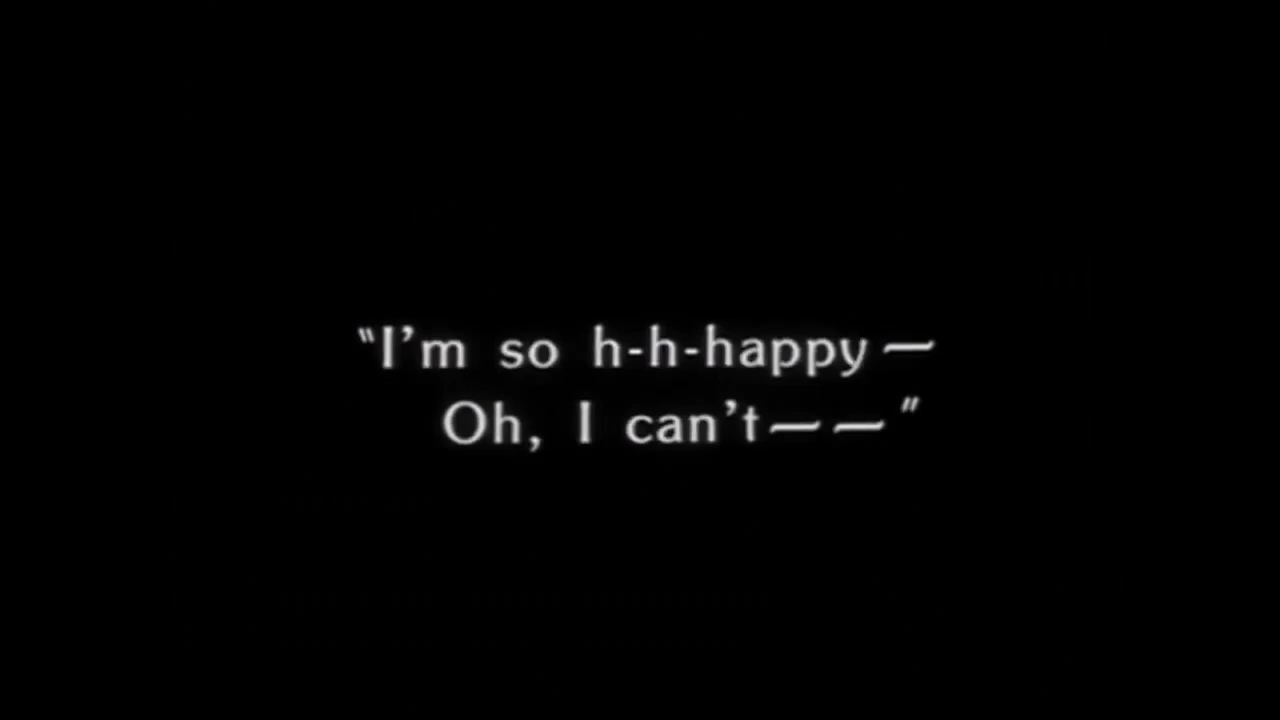 "I'm so h-h-happy—
Oh, I can't— —"